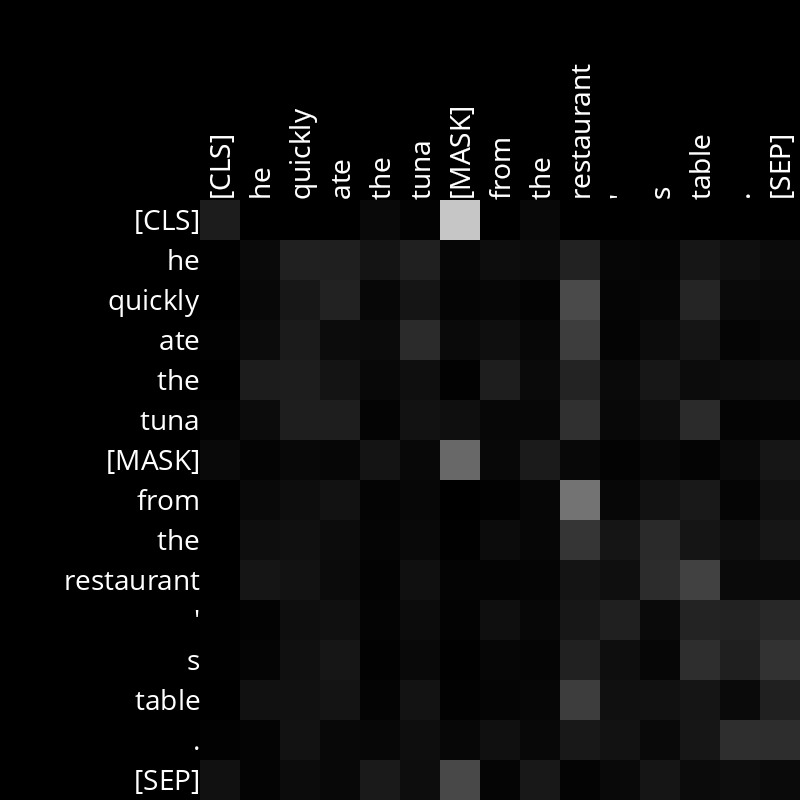 [CLS] he quickly ate the tuna [MASK] from the restaurant ' s table . [SEP]
[CLS]
he
quickly
ate
the
tuna
[MASK]
from
the
restaurant
'
s
table
.
[SEP]